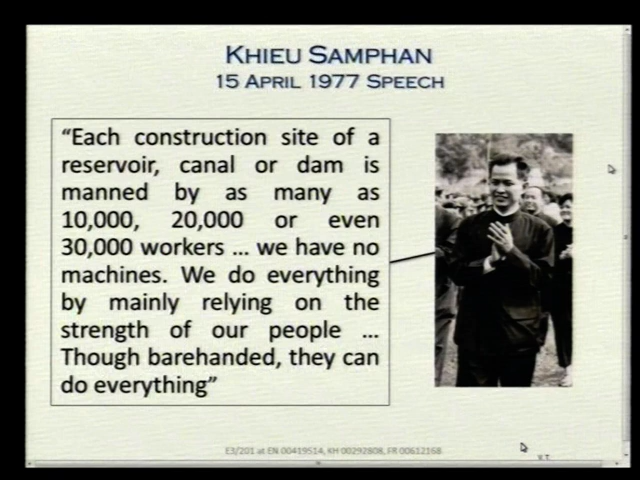 KHIEU SAMPHAN
15 APRIL 1977 SPEECH
“Each construction site of a
reservoir, canal or dam is
manned by as many as
10,000, 20,000 or even
30,000 workers ... we have no
machines. We do everything
by mainly relying on the
strength of our people ...
Though barehanded, they can
do everything”
E3/201 at EN 00419514, KH 00292808, FR 00612168
V.T.